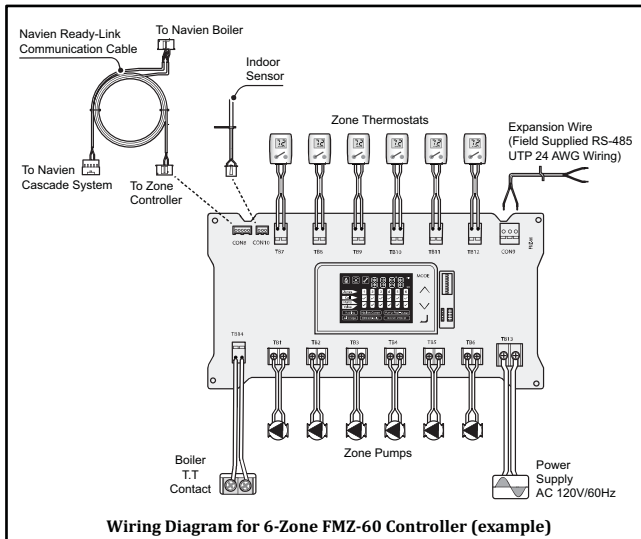 Navien Ready-Link
Communication Cable
To Navien Boiler
Indoor
Sensor
Zone Thermostats
Expansion Wire
(Field Supplied RS-485
UTP 24 AWG Wiring)
To Navien
Cascade System
To Zone
Controller
CON8
CON10
TB7
TB8
TB9
TB10
TB11
TB12
CON9
MODE
TB84
TB1
TB2
TB3
TB4
TB5
TB6
TB13
Boiler
T.T
Contact
Zone Pumps
Power
Supply
AC 120V/60Hz
Wiring Diagram for 6-Zone FMZ-60 Controller (example)